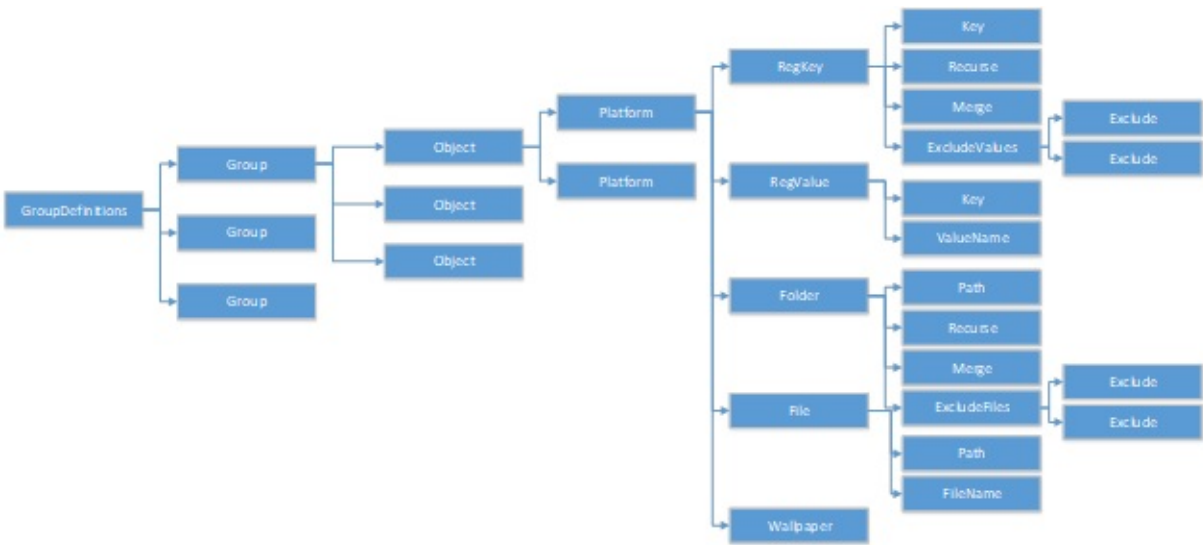 GroupDefinitions
Group
Group
Group
Object
Object
Object
Platform
Platform
RegKey
Key
Recurse
Merge
ExcludeValues
Exclude
Exclude
RegValue
Key
ValueName
Folder
Path
Recurse
Merge
ExcludeFiles
Exclude
Exclude
File
Path
FileName
Wallpaper